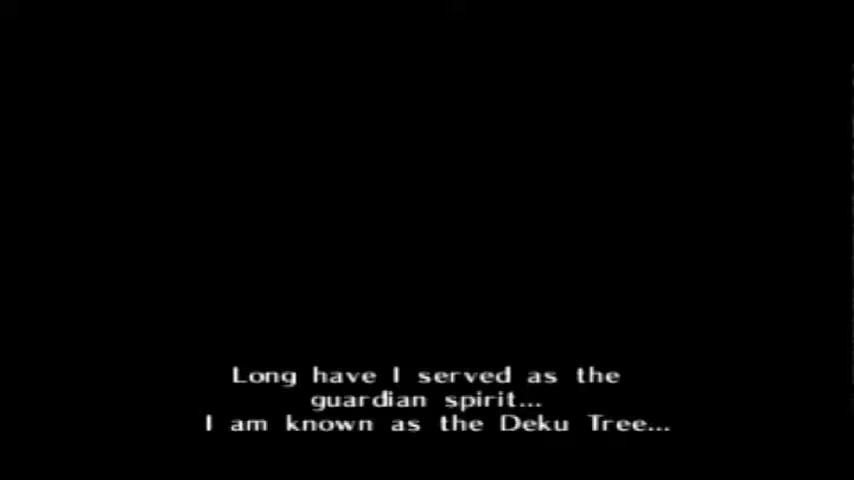 Long have I served as the
guardian spirit...
I am known as the Deku Tree...